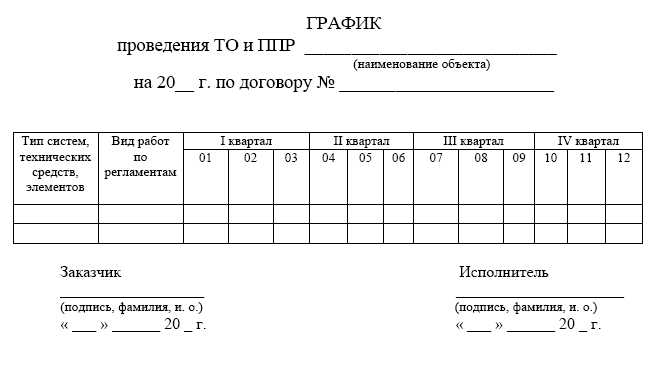 ГРАФИК
проведения ТО и ППР ____________________________
(наименование объекта)
на 20__ г. по договору № ________________________
Тип систем, технических средств, элементов
Вид работ по регламентам
I квартал II квартал III квартал IV квартал
01 02 03 04 05 06 07 08 09 10 11 12
Заказчик Исполнитель
___________________ ______________________
(подпись, фамилия, и. о.) (подпись, фамилия, и. о.)
« ___ » ______ 20 _ г. « ___ » ______ 20 _ г.